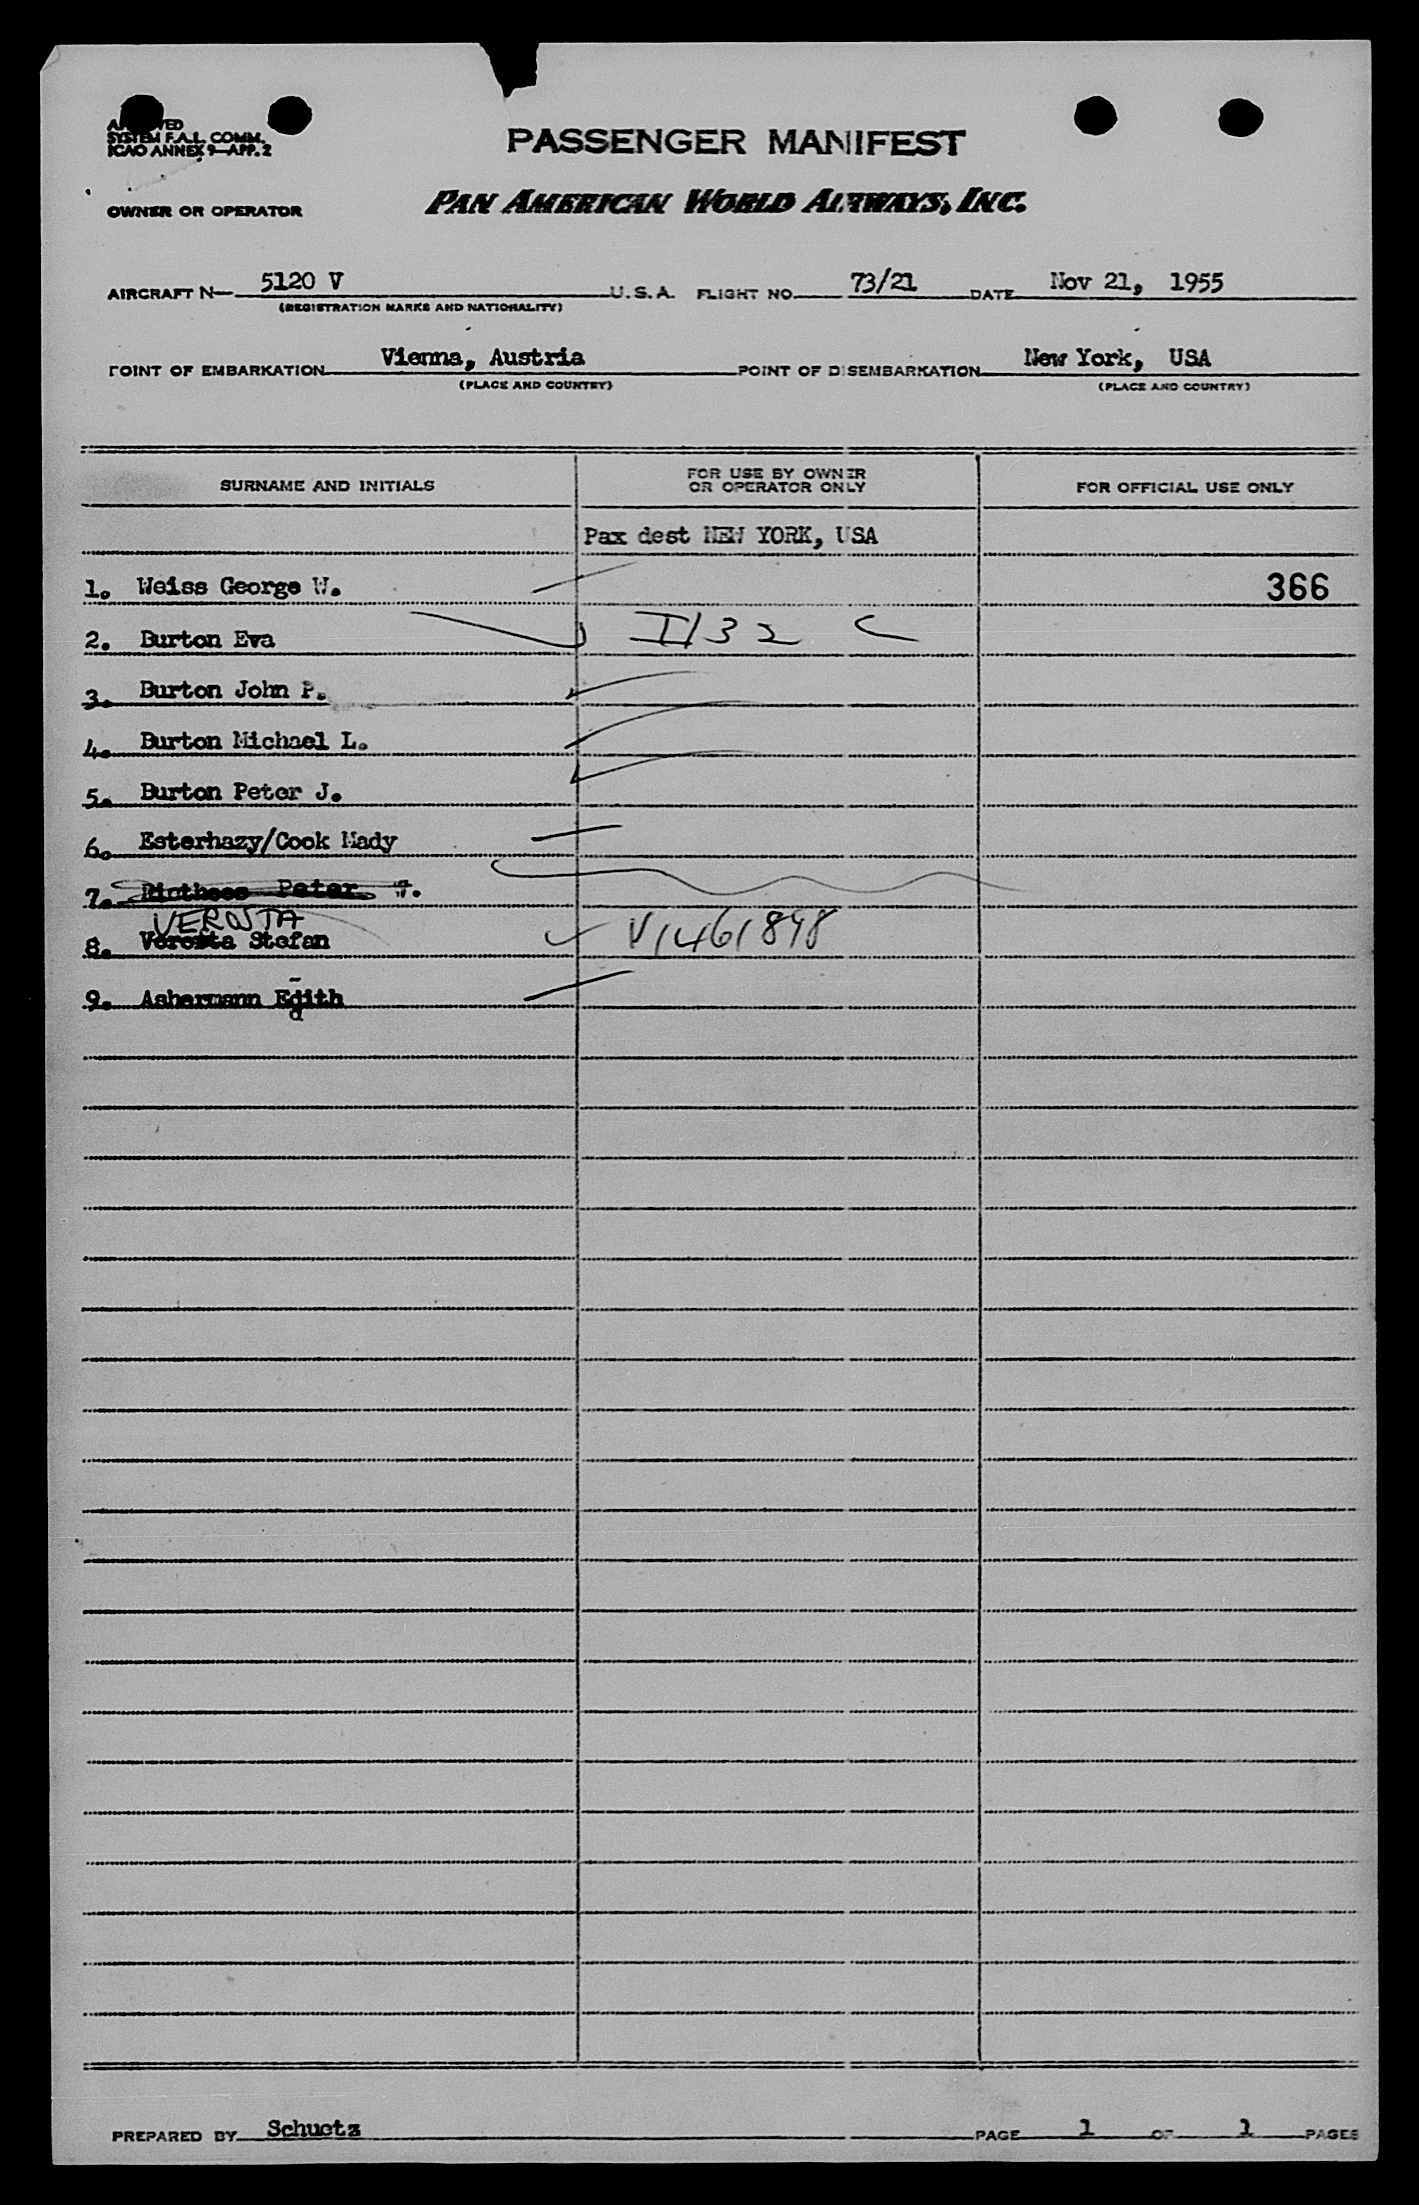 SYSTEM F.A.L. COMM.
ICAO ANNEX 9—APP. 2
PASSENGER MANIFEST
OWNER OR OPERATOR PAN AMERICAN WORLD AIRWAYS, INC.
AIRCRAFT N— 5120 V U.S.A. FLIGHT NO. 73/21 DATE Nov 21, 1955
(REGISTRATION MARKS AND NATIONALITY)
POINT OF EMBARKATION Vienna, Austria POINT OF DISEMBARKATION New York, USA
(PLACE AND COUNTRY) (PLACE AND COUNTRY)
SURNAME AND INITIALS FOR USE BY OWNER OR OPERATOR ONLY FOR OFFICIAL USE ONLY
Pax dest NEW YORK, USA
1. Weiss George W. 366
2. Burton Eva I/32 C
3. Burton John P.
4. Burton Michael L.
5. Burton Peter J.
6. Esterhazy/Cook Mady
7. Peter
VEROSTA
8. Verosta Stefan V1461898
9. Ashermann Edith
PREPARED BY Schuetz PAGE 1 OF 1 PAGES